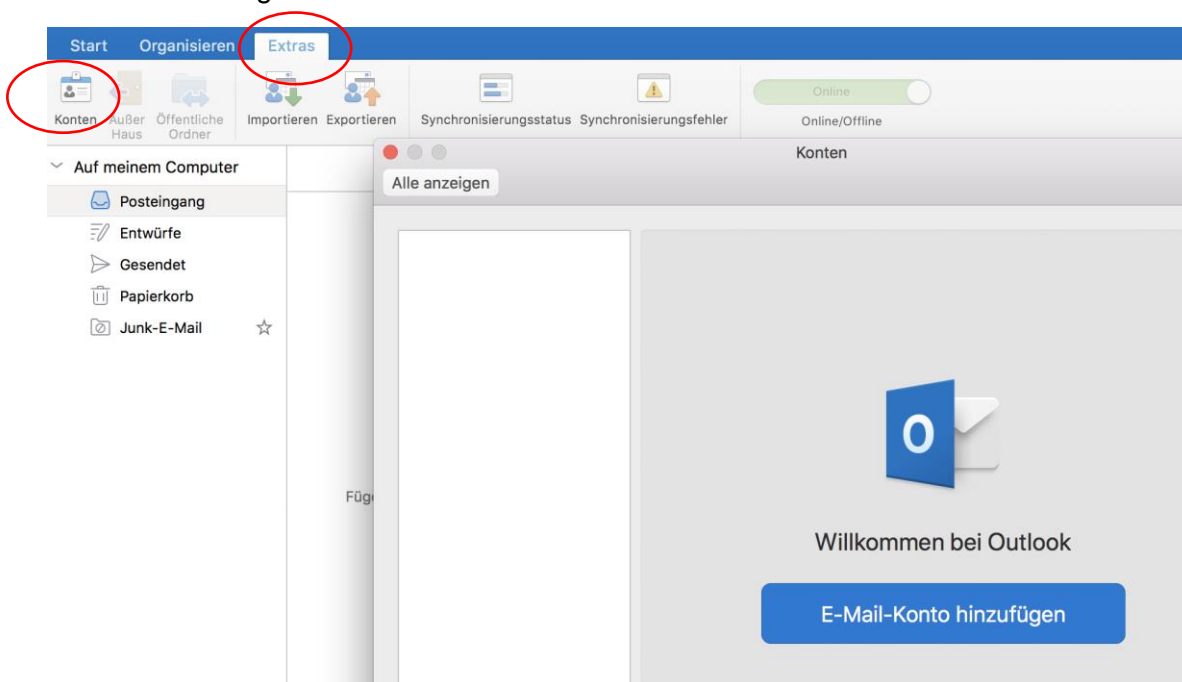 Start Organisieren Extras
Konten Außer Haus Öffentliche Ordner Importieren Exportieren Synchronisierungsstatus Synchronisierungsfehler Online Online/Offline
Auf meinem Computer
Posteingang
Entwürfe
Gesendet
Papierkorb
Junk-E-Mail
Konten
Alle anzeigen
O
Willkommen bei Outlook
E-Mail-Konto hinzufügen